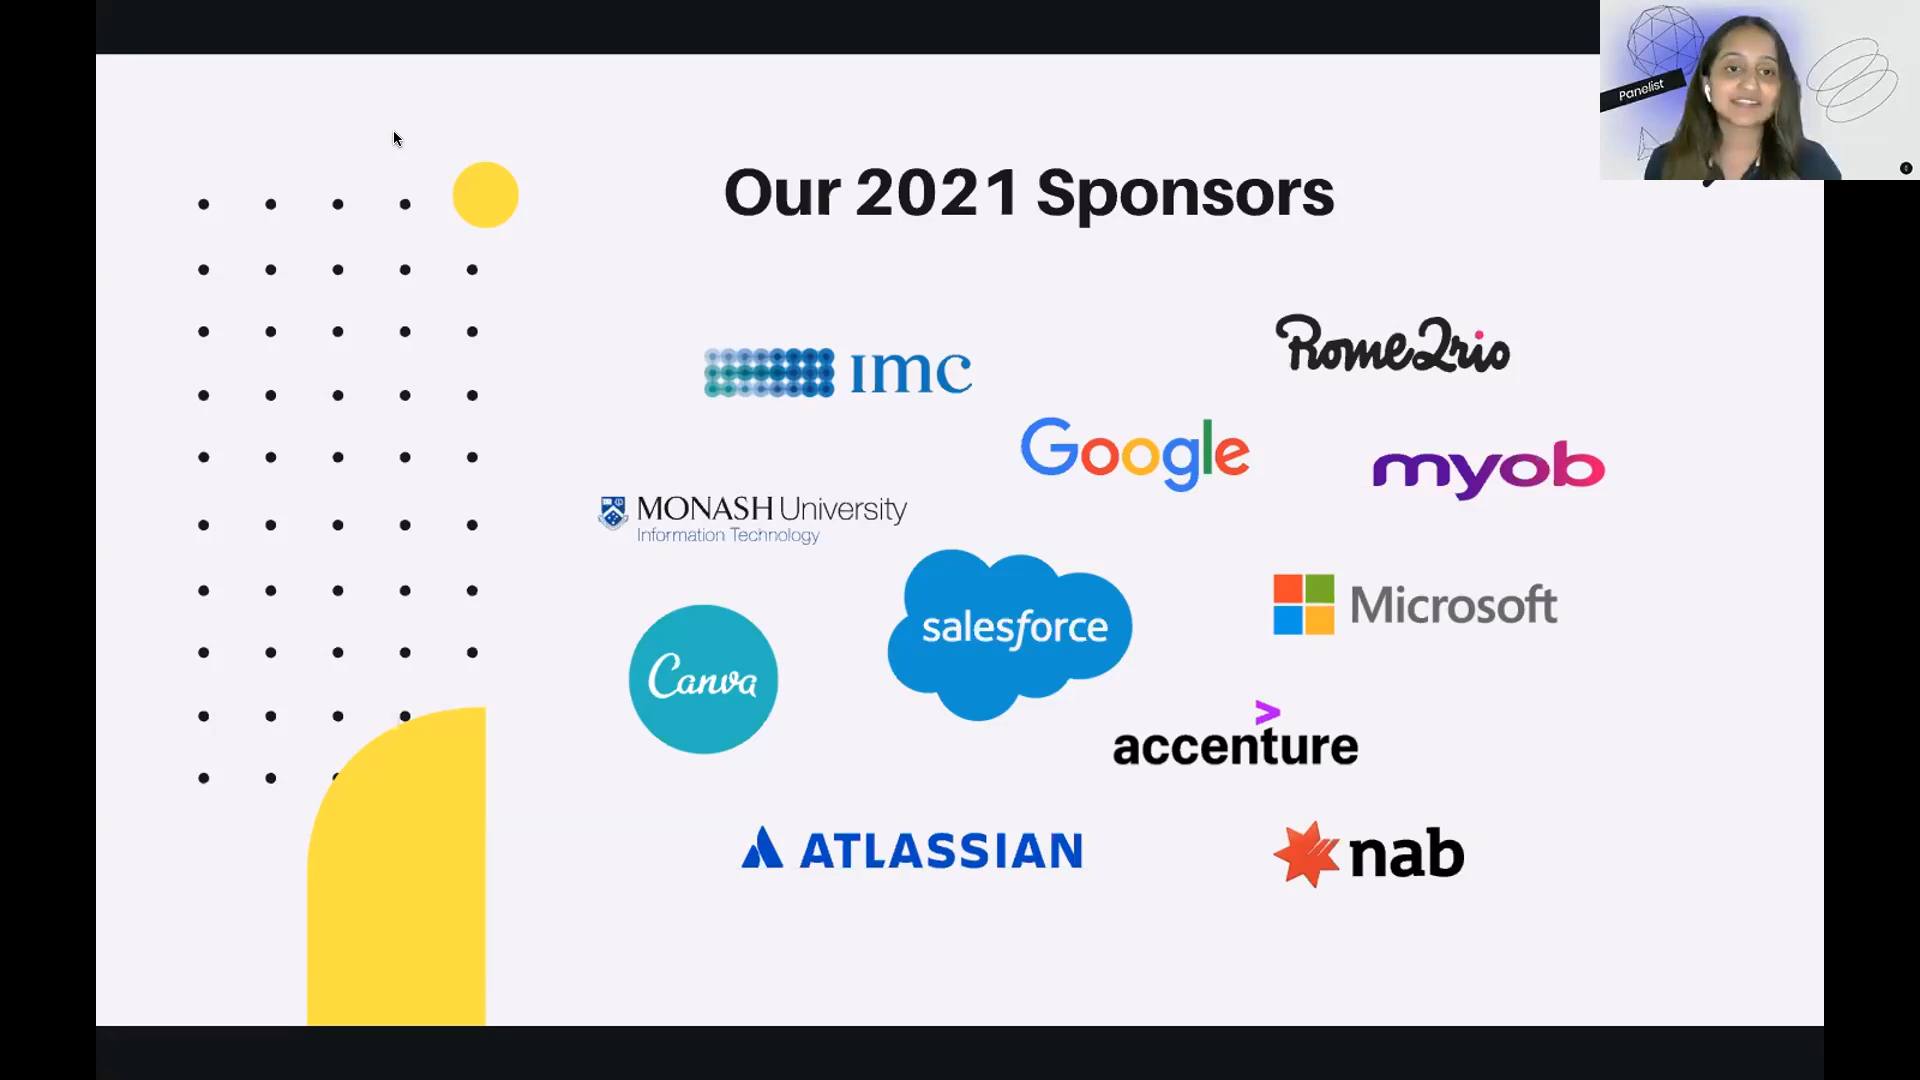 Panelist
Our 2021 Sponsors
Rome2rio
imc
Google
myob
MONASH University
Information Technology
salesforce
Microsoft
Canva
>
accenture
ATLASSIAN
nab